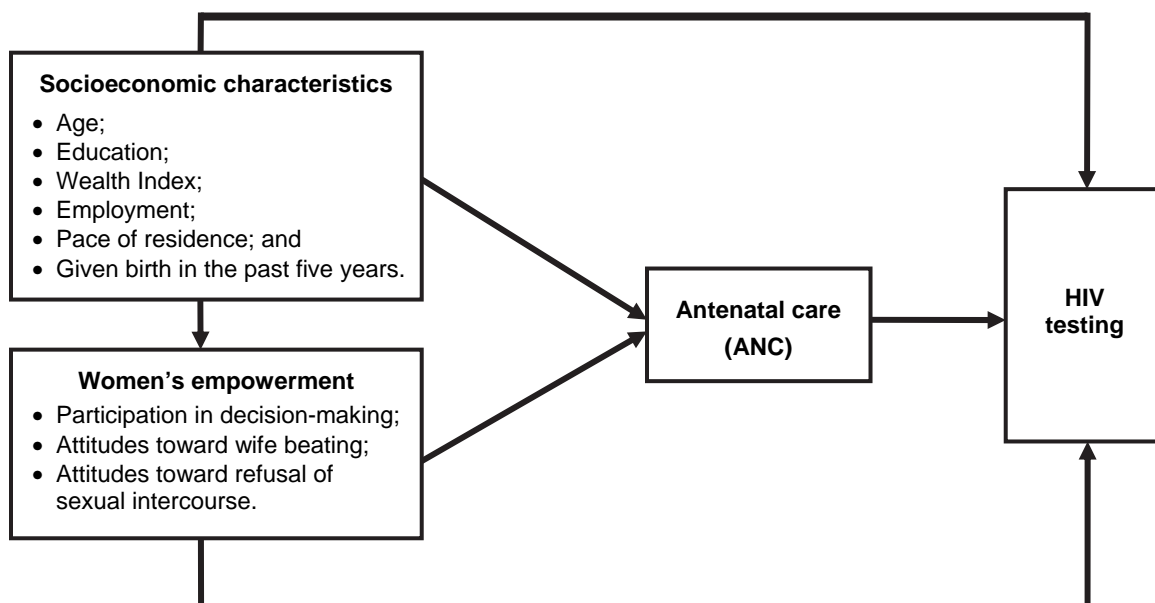 Socioeconomic characteristics
• Age;
• Education;
• Wealth Index;
• Employment;
• Pace of residence; and
• Given birth in the past five years.
Women’s empowerment
• Participation in decision-making;
• Attitudes toward wife beating;
• Attitudes toward refusal of
sexual intercourse.
Antenatal care
(ANC)
HIV
testing